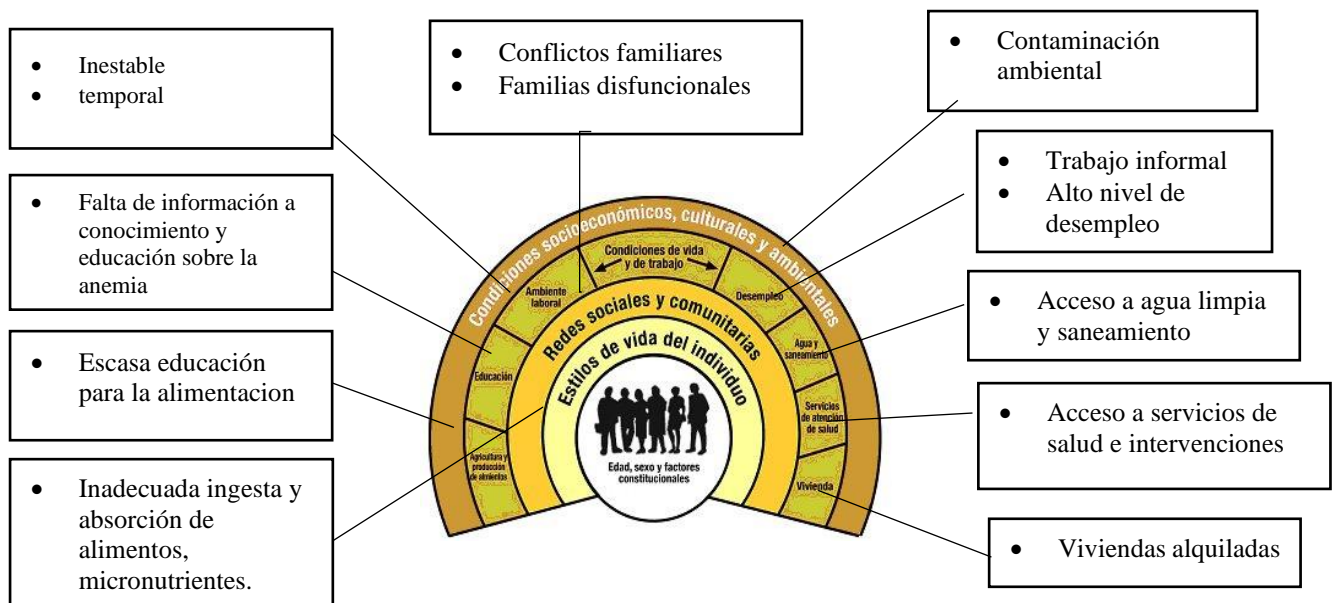 • Inestable
• temporal
• Falta de información a
conocimiento y
educación sobre la
anemia
• Escasa educación
para la alimentacion
• Inadecuada ingesta y
absorción de
alimentos,
micronutrientes.
• Conflictos familiares
• Familias disfuncionales
• Contaminación
ambiental
• Trabajo informal
• Alto nivel de
desempleo
• Acceso a agua limpia
y saneamiento
• Acceso a servicios de
salud e intervenciones
• Viviendas alquiladas
Condiciones socioeconómicos, culturales y ambientales
Condiciones de vida
y de trabajo
Ambiente
laboral
Desempleo
Educación
Agua y
saneamiento
Agricultura y
producción
de alimientos
Servicios
de atención
de salud
Vivienda
Redes sociales y comunitarias
Estilos de vida del individuo
Edad, sexo y factores
constitucionales